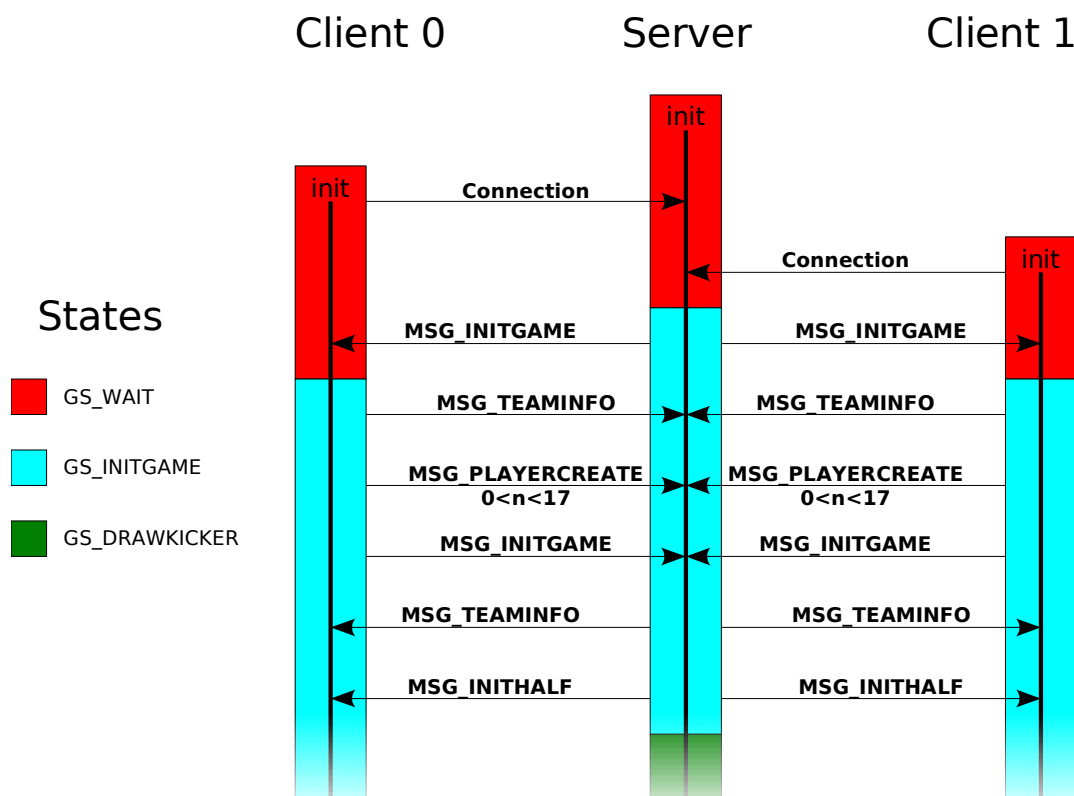 Client 0
Server
Client 1
init
init
Connection
Connection
init
States
MSG_INITGAME
MSG_INITGAME
GS_WAIT
MSG_TEAMINFO
MSG_TEAMINFO
GS_INITGAME
MSG_PLAYERCREATE
0<n<17
MSG_PLAYERCREATE
0<n<17
GS_DRAWKICKER
MSG_INITGAME
MSG_INITGAME
MSG_TEAMINFO
MSG_TEAMINFO
MSG_INITHALF
MSG_INITHALF